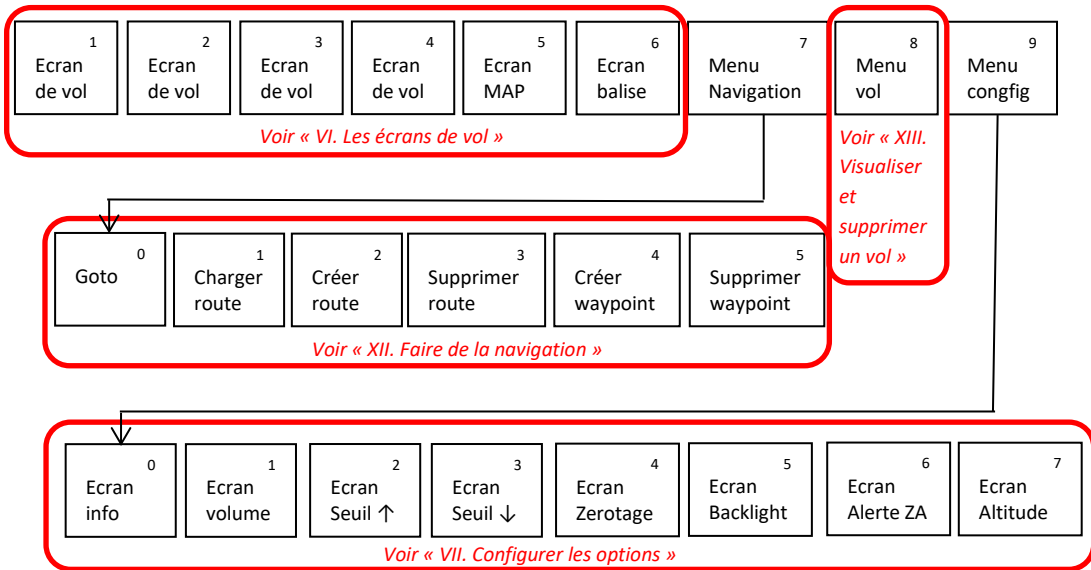 1
Ecran
de vol
2
Ecran
de vol
3
Ecran
de vol
4
Ecran
de vol
5
Ecran
MAP
6
Ecran
balise
7
Menu
Navigation
8
Menu
vol
9
Menu
congfig
Voir « VI. Les écrans de vol »
Voir « XIII.
Visualiser
et
supprimer
un vol »
0
Goto
1
Charger
route
2
Créer
route
3
Supprimer
route
4
Créer
waypoint
5
Supprimer
waypoint
Voir « XII. Faire de la navigation »
0
Ecran
info
1
Ecran
volume
2
Ecran
Seuil ↑
3
Ecran
Seuil ↓
4
Ecran
Zerotage
5
Ecran
Backlight
6
Ecran
Alerte ZA
7
Ecran
Altitude
Voir « VII. Configurer les options »